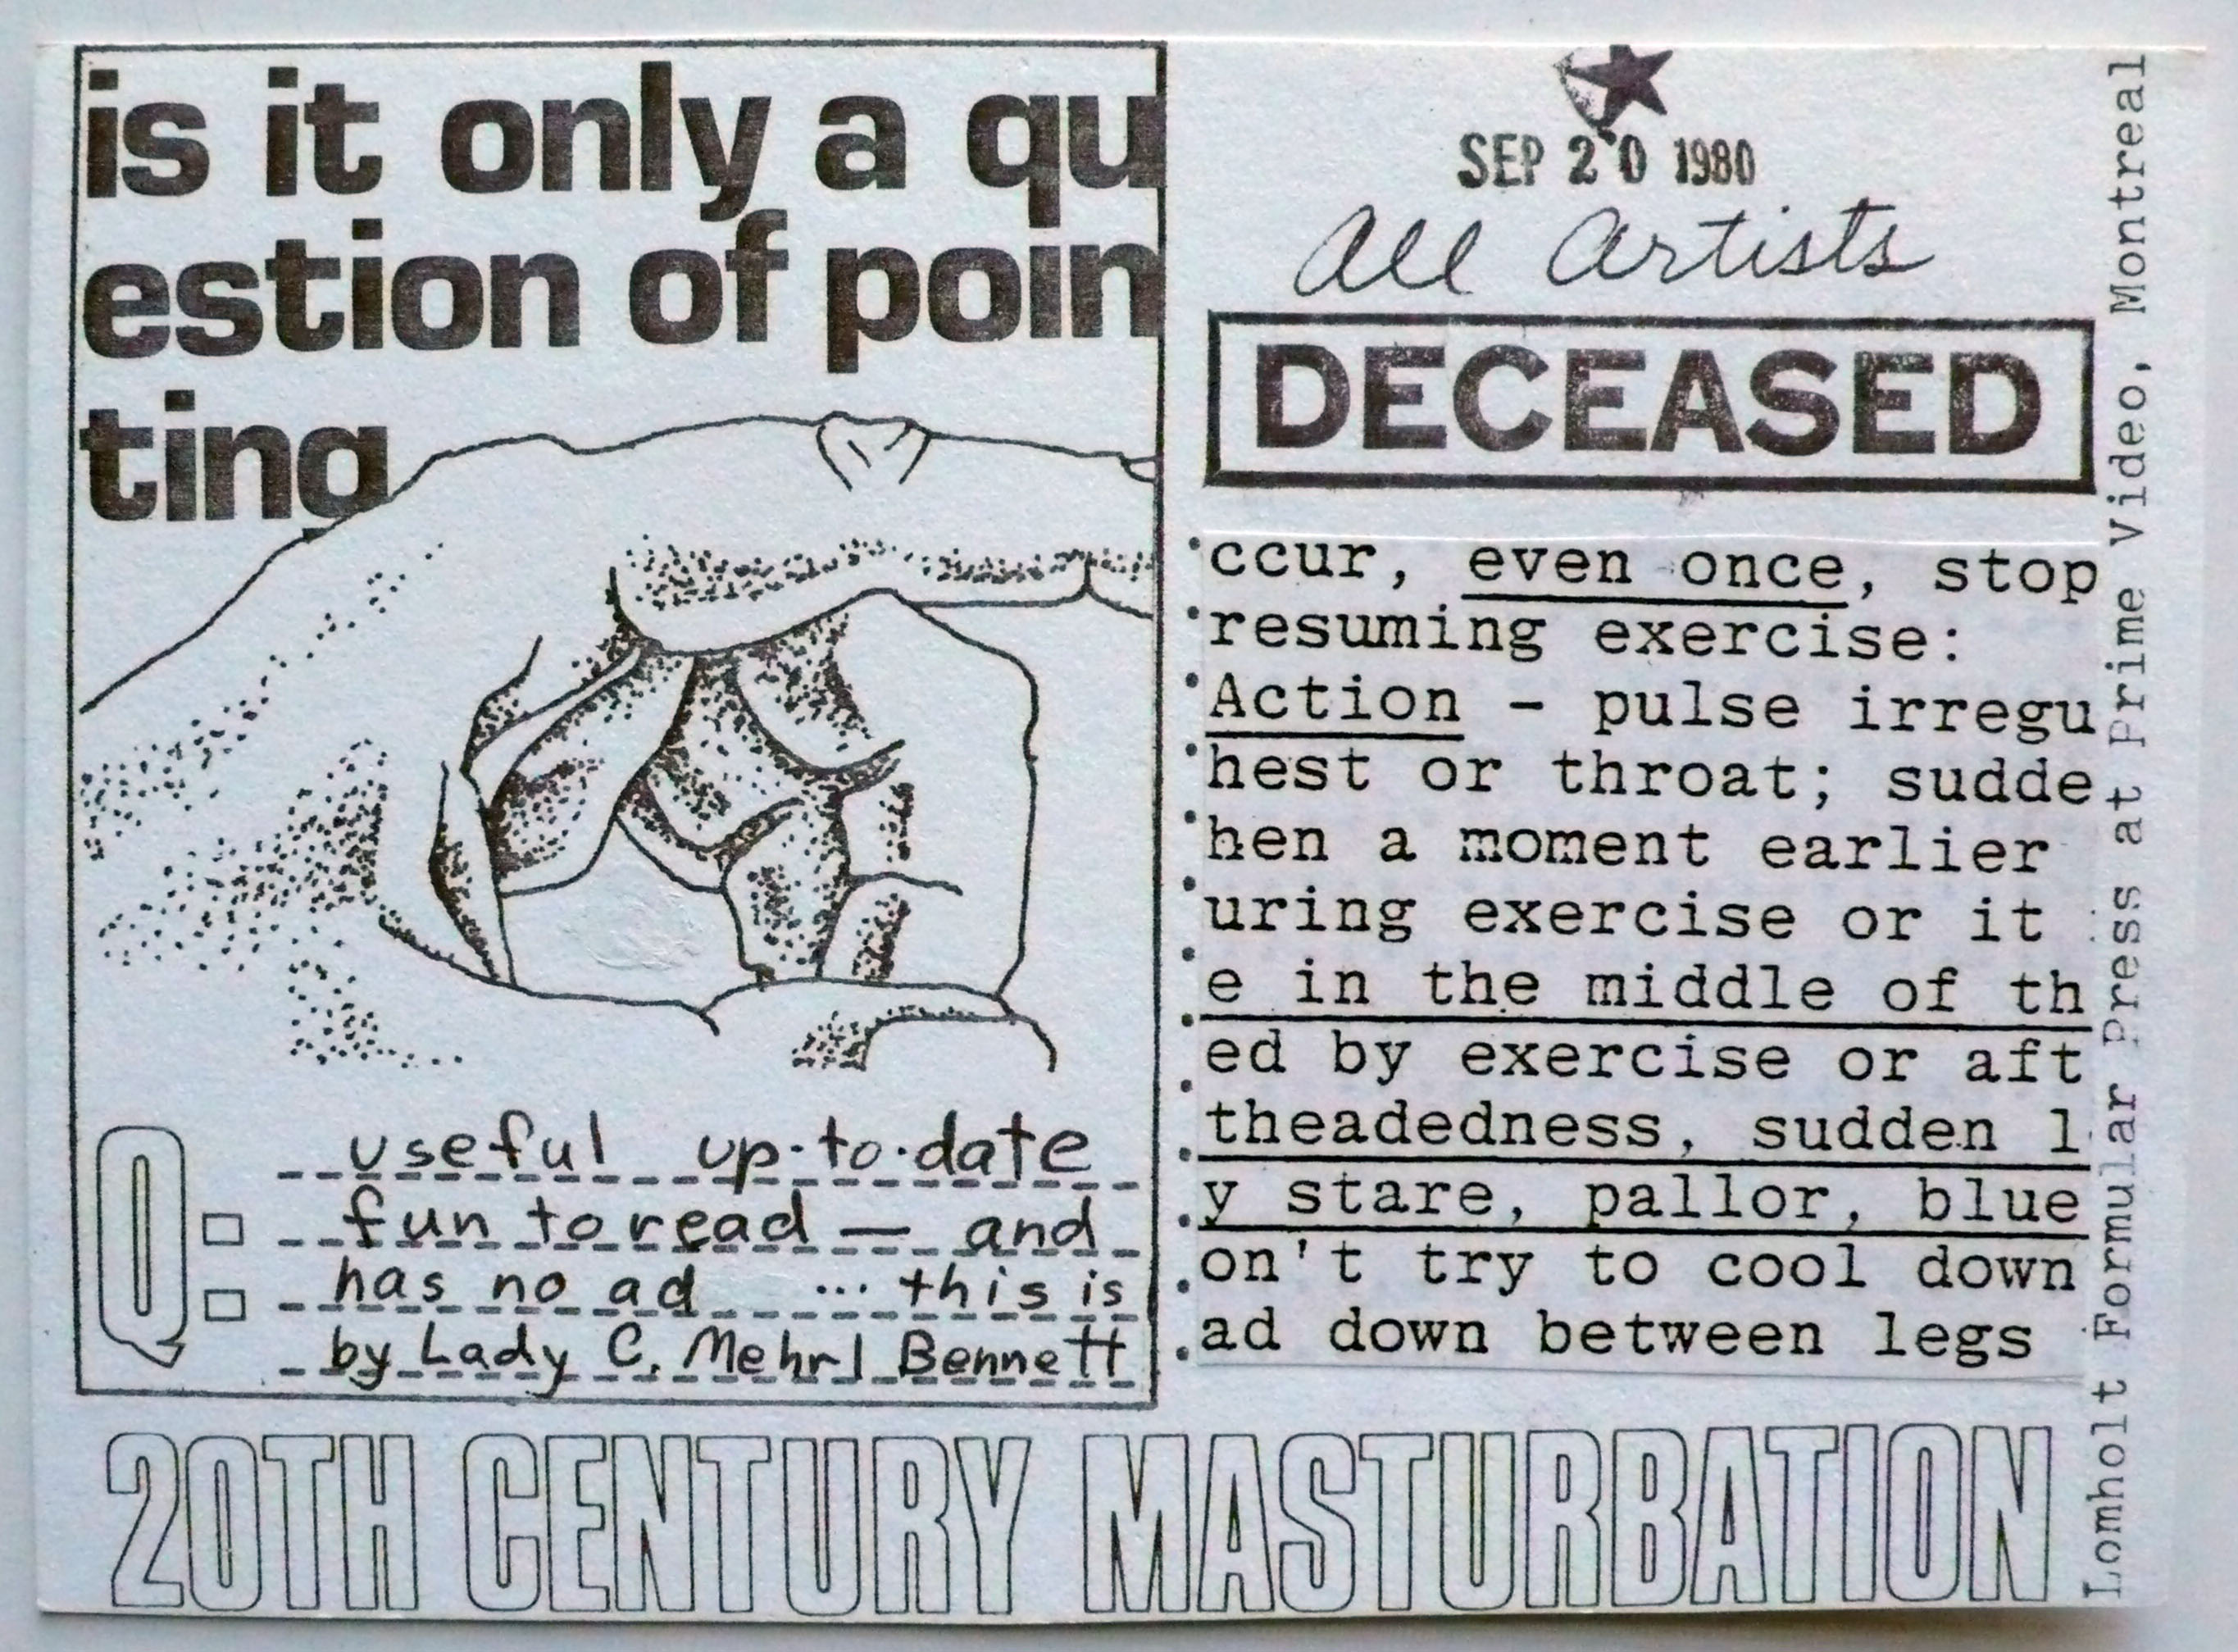 is it only a qu
estion of poin
ting
Q:
useful up-to-date
fun to read — and
has no ad ... this is
by Lady C. Mehrl Bennett
SEP 20 1980
All Artists
DECEASED
ccur, even once, stop
resuming exercise:
Action - pulse irregu
hest or throat; sudde
hen a moment earlier
uring exercise or it
e in the middle of th
ed by exercise or aft
theadedness, sudden l
y stare, pallor, blue
on't try to cool down
ad down between legs
20TH CENTURY MASTURBATION
Lomholt Formular Press at Prime Video, Montreal